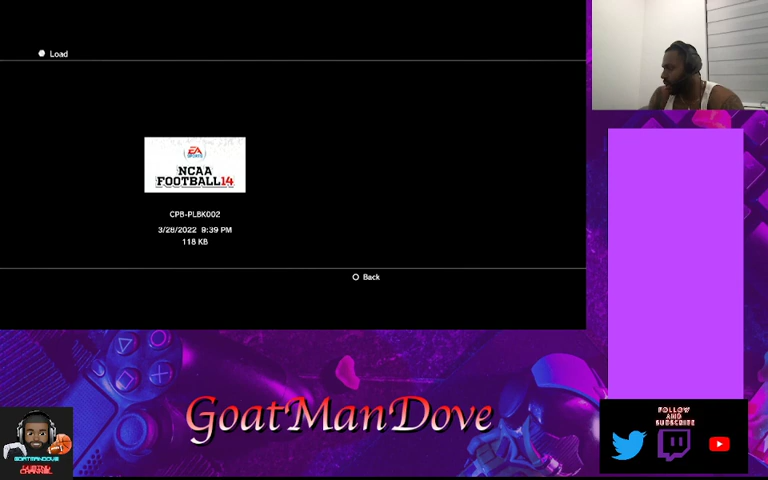 Load
EA
SPORTS
NCAA
FOOTBALL14
CPB-PLBK002
3/28/2022 9:39 PM
118 KB
Back
GoatManDove
GOATMANDOVE
FOLLOW
AND
SUBSCRIBE